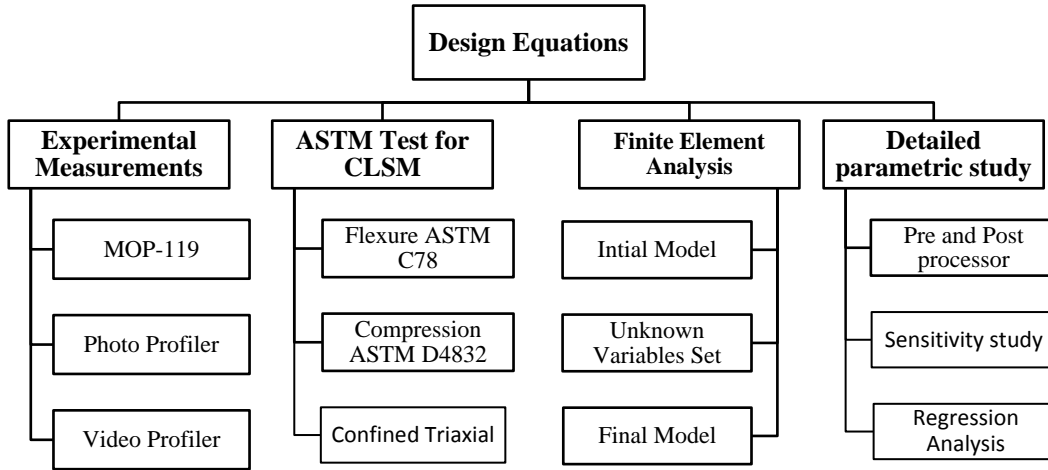 Design Equations
Experimental
Measurements
MOP-119
Photo Profiler
Video Profiler
ASTM Test for
CLSM
Flexure ASTM
C78
Compression
ASTM D4832
Confined Triaxial
Finite Element
Analysis
Intial Model
Unknown
Variables Set
Final Model
Detailed
parametric study
Pre and Post
processor
Sensitivity study
Regression
Analysis